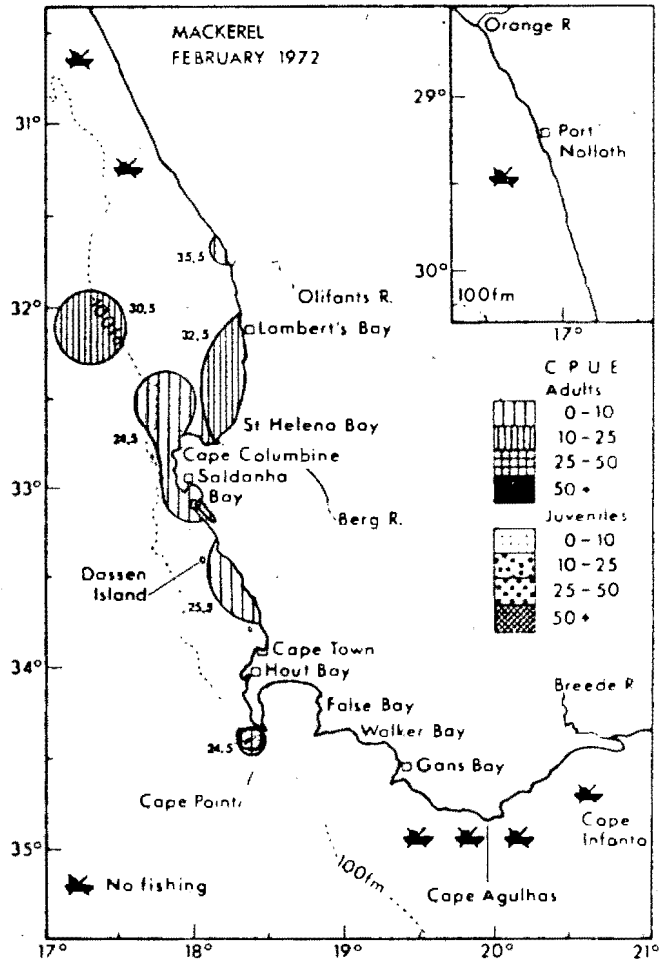 MACKEREL
FEBRUARY 1972
Orange R
29°
Port
Nolloth
30°
100fm
17°
31°
35,5
Olifants R.
32°
30,5
32,5
Lambert's Bay
CPUE
Adults
0-10
10-25
25-50
50+
Juveniles
0-10
10-25
25-50
50+
24,5
St Helena Bay
Cape Columbine
Saldanha
Bay
33°
Berg R.
Dassen
Island
25,5
Cape Town
Hout Bay
34°
Breede R
False Bay
Walker Bay
24,5
Gans Bay
Cape Point
Cape
Infanta
35°
100fm
No fishing
Cape Agulhas
17°
18°
19°
20°
21°